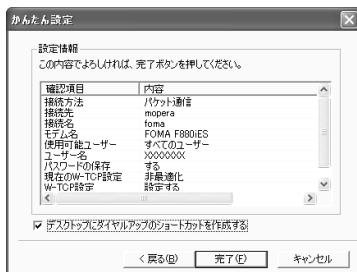 かんたん設定
設定情報
この内容でよろしければ、完了ボタンを押してください。
確認項目 内容
接続方法 パケット通信
接続先 mopera
接続名 foma
モデム名 FOMA F880iES
使用可能ユーザー すべてのユーザー
ユーザー名 XXXXXXX
パスワードの保存 する
現在のW-TCP設定 非最適化
W-TCP設定 設定する
デスクトップにダイヤルアップのショートカットを作成する
< 戻る(B) 完了(F) キャンセル